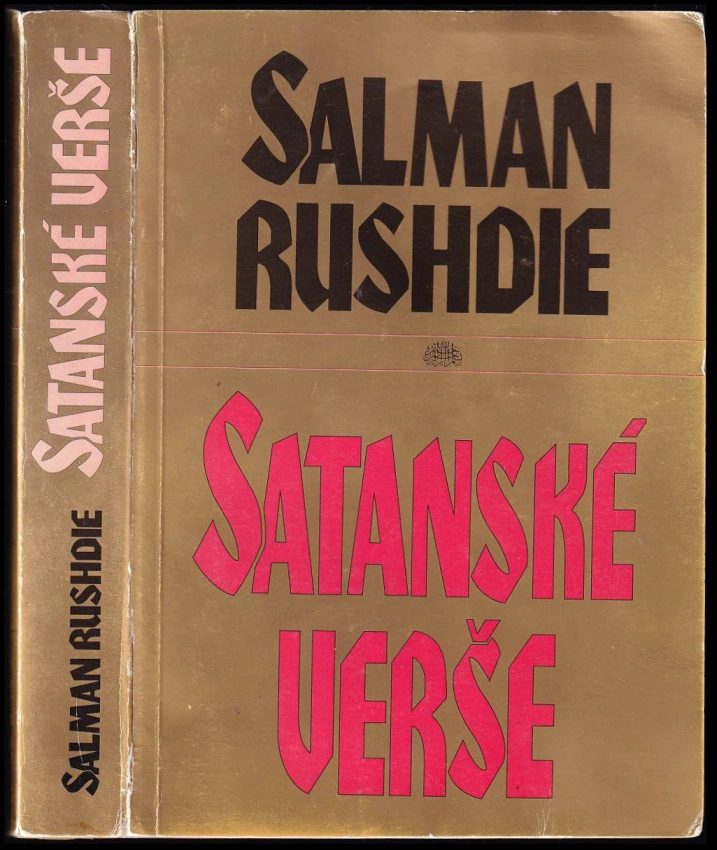 SATANSKÉ VERŠE
SALMAN RUSHDIE
SALMAN
RUSHDIE
SATANSKÉ
VERŠE